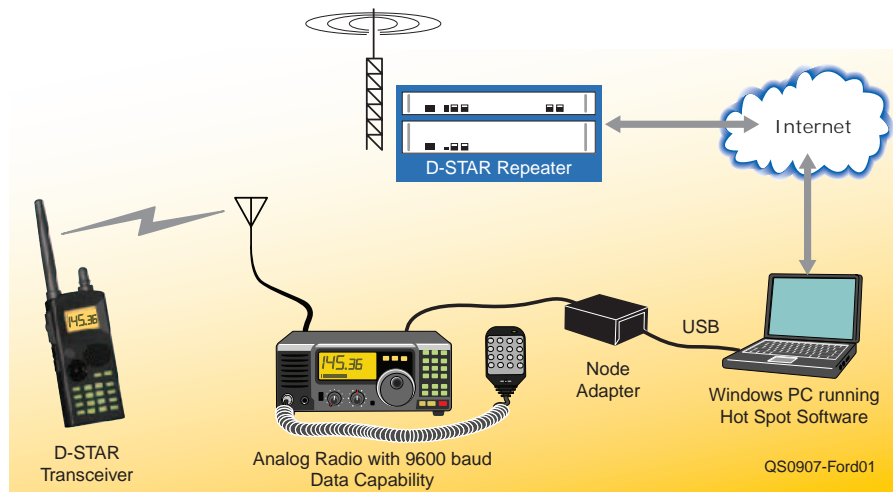 Internet
D-STAR Repeater
145.36
145.36
USB
Node
Adapter
Windows PC running
Hot Spot Software
D-STAR
Transceiver
Analog Radio with 9600 baud
Data Capability
QS0907-Ford01